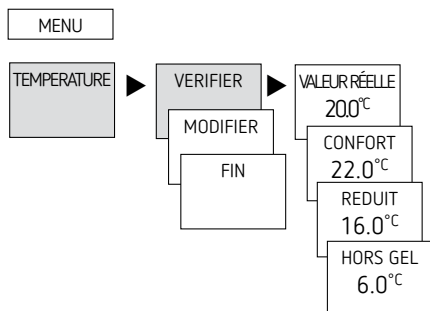 MENU
TEMPERATURE
VERIFIER
MODIFIER
FIN
VALEUR RÉELLE
20.0°C
CONFORT
22.0°C
REDUIT
16.0°C
HORS GEL
6.0°C